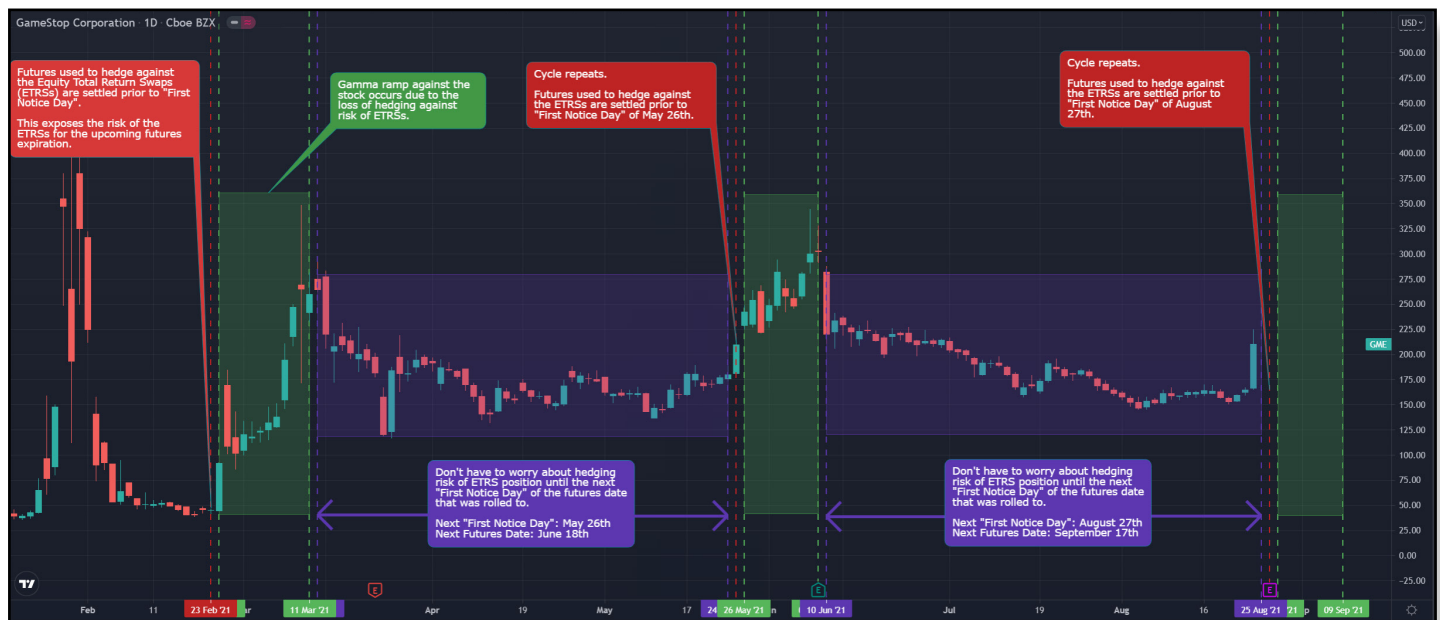 GameStop Corporation · 1D · Cboe BZX
USD
Futures used to hedge against
the Equity Total Return Swaps
(ETRSs) are settled prior to "First
Notice Day".
This exposes the risk of the
ETRSs for the upcoming futures
expiration.
Gamma ramp against the
stock occurs due to the
loss of hedging against
risk of ETRSs.
Cycle repeats.
Futures used to hedge against
the ETRSs are settled prior to
"First Notice Day" of May 26th.
Cycle repeats.
Futures used to hedge against
the ETRSs are settled prior to
"First Notice Day" of August
27th.
500.00
475.00
450.00
425.00
400.00
375.00
350.00
325.00
300.00
275.00
250.00
225.00
GME
200.00
175.00
150.00
125.00
100.00
75.00
50.00
25.00
0.00
-25.00
Don't have to worry about hedging
risk of ETRS position until the next
"First Notice Day" of the futures date
that was rolled to.
Next "First Notice Day": May 26th
Next Futures Date: June 18th
Don't have to worry about hedging
risk of ETRS position until the next
"First Notice Day" of the futures date
that was rolled to.
Next "First Notice Day": August 27th
Next Futures Date: September 17th
E
E
E
Feb 11 23 Feb '21 11 Mar '21 Apr 19 May 17 24 26 May '21 10 Jun '21 Jul 19 Aug 16 25 Aug '21 '21 09 Sep '21